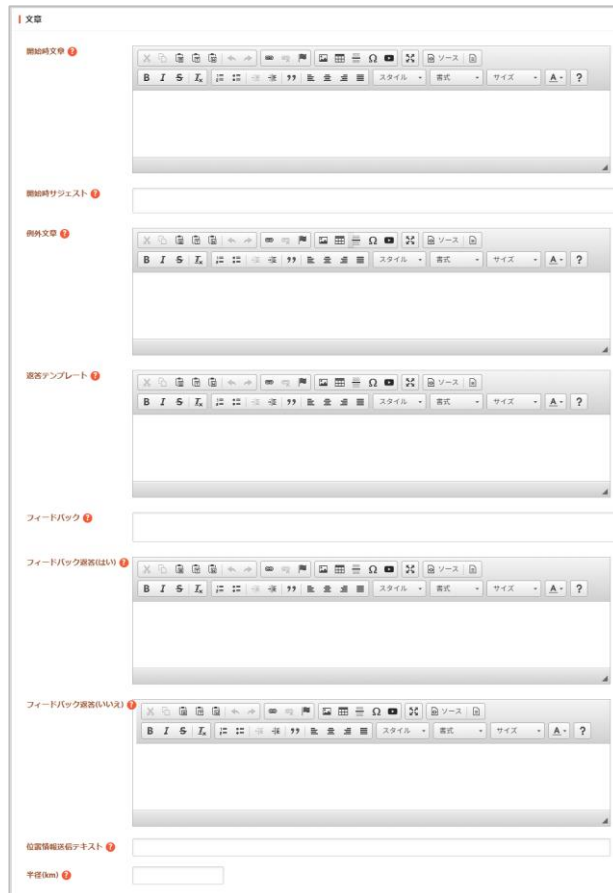 文章
開始時文章 ?
ソース
B I S Tx スタイル 書式 サイズ A ?
開始時サジェスト ?
例外文章 ?
ソース
B I S Tx スタイル 書式 サイズ A ?
返答テンプレート ?
ソース
B I S Tx スタイル 書式 サイズ A ?
フィードバック ?
フィードバック返答(はい) ?
ソース
B I S Tx スタイル 書式 サイズ A ?
フィードバック返答(いいえ) ?
ソース
B I S Tx スタイル 書式 サイズ A ?
位置情報送信テキスト ?
半径(km) ?